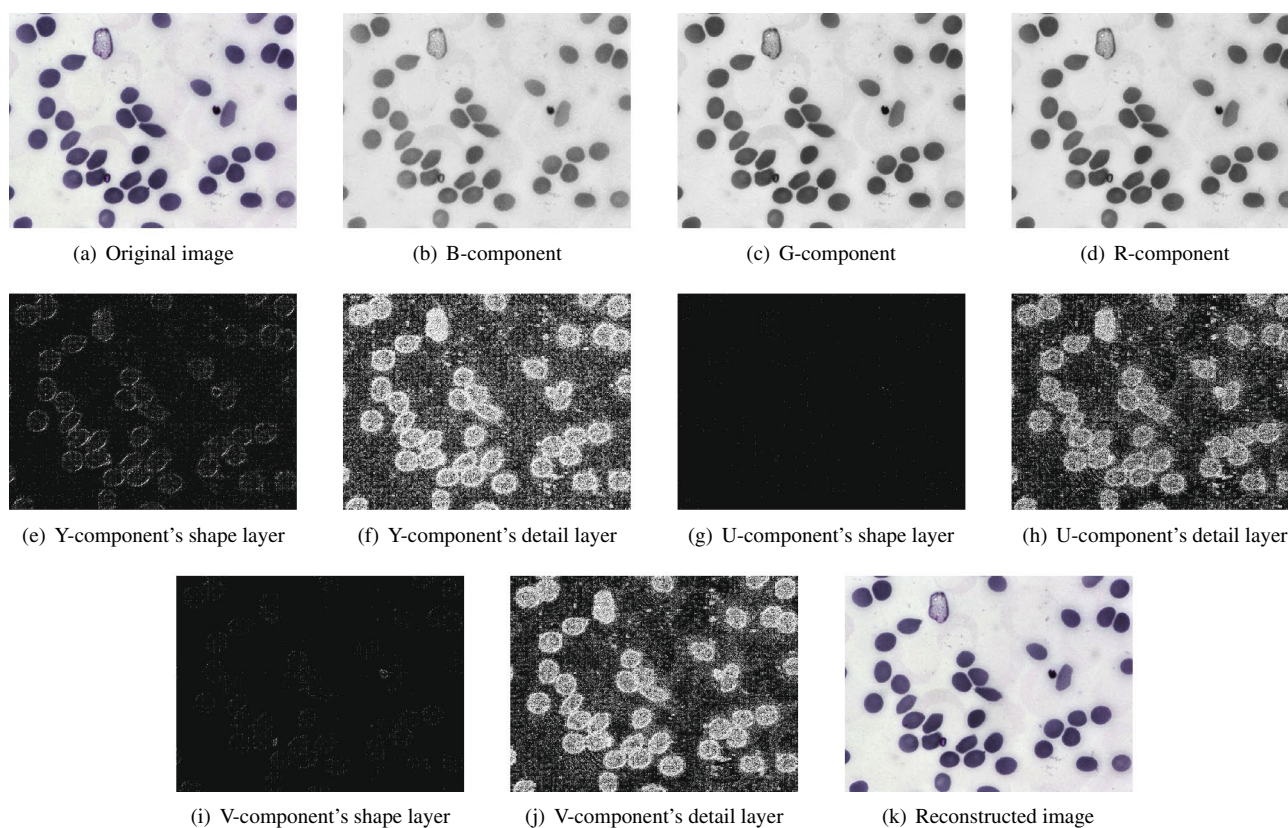 (a) Original image
(b) B-component
(c) G-component
(d) R-component
(e) Y-component's shape layer
(f) Y-component's detail layer
(g) U-component's shape layer
(h) U-component's detail layer
(i) V-component's shape layer
(j) V-component's detail layer
(k) Reconstructed image